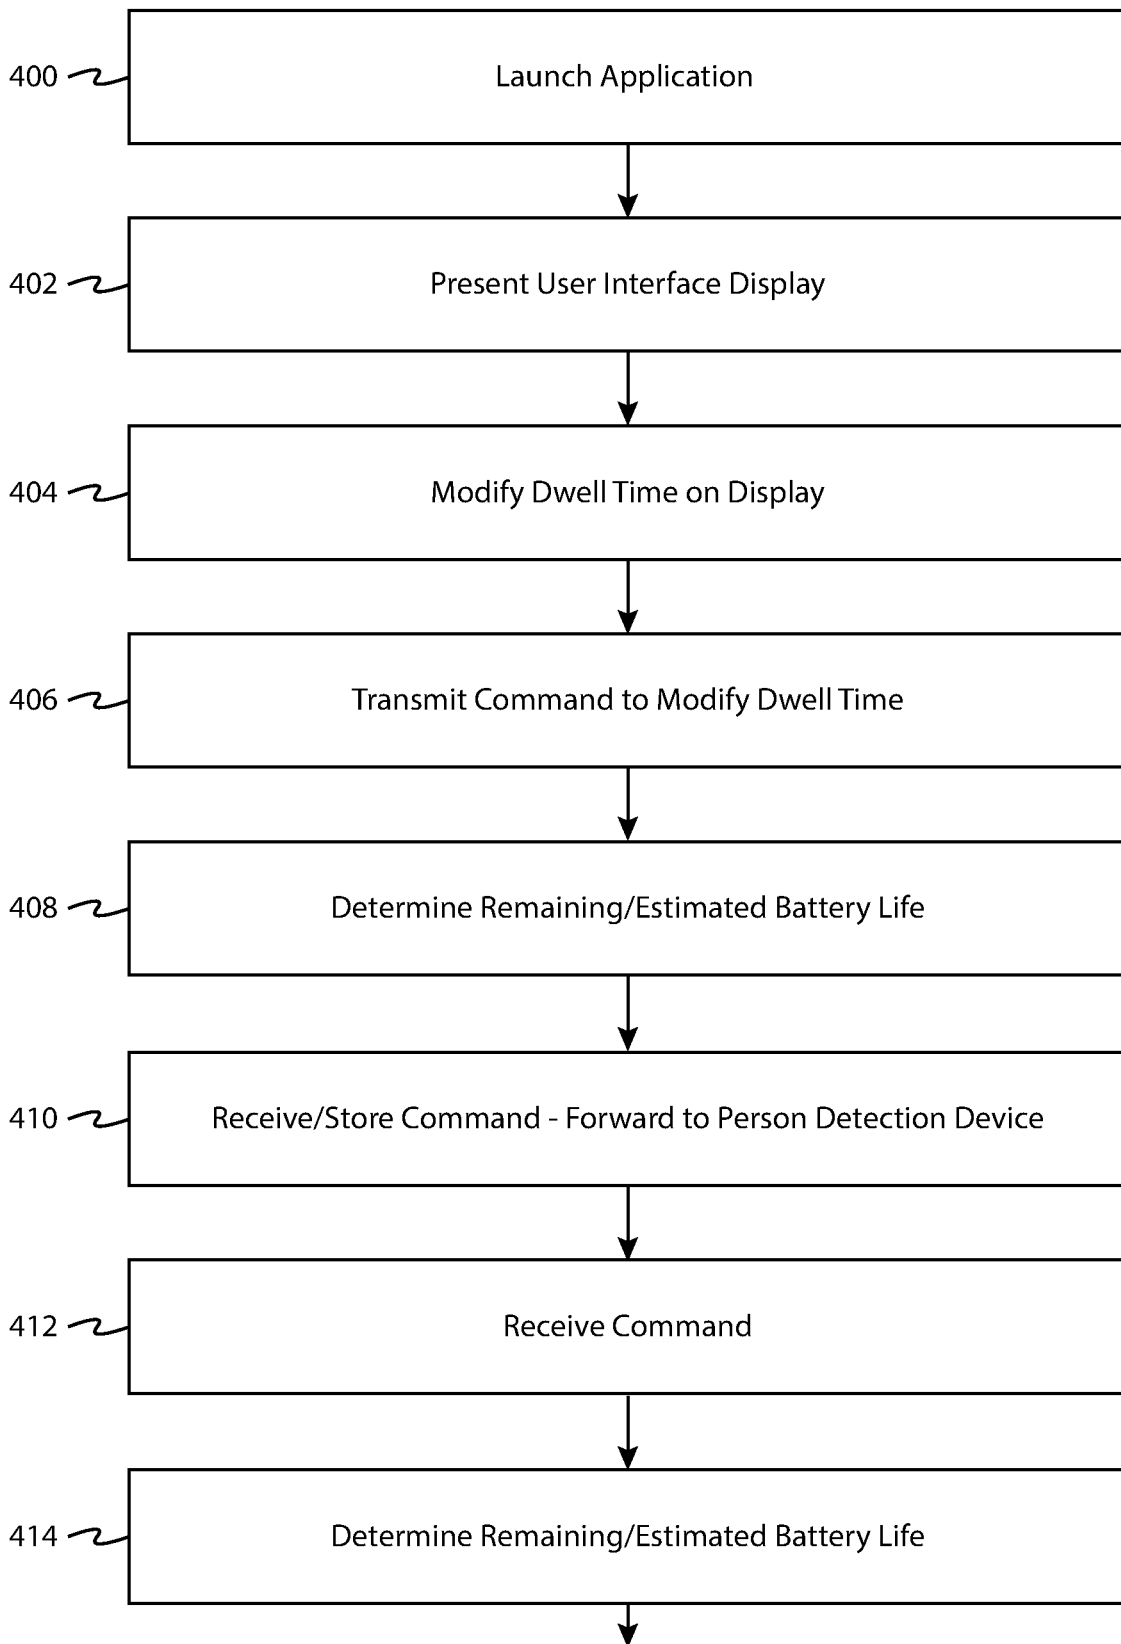 400 Launch Application
402 Present User Interface Display
404 Modify Dwell Time on Display
406 Transmit Command to Modify Dwell Time
408 Determine Remaining/Estimated Battery Life
410 Receive/Store Command - Forward to Person Detection Device
412 Receive Command
414 Determine Remaining/Estimated Battery Life